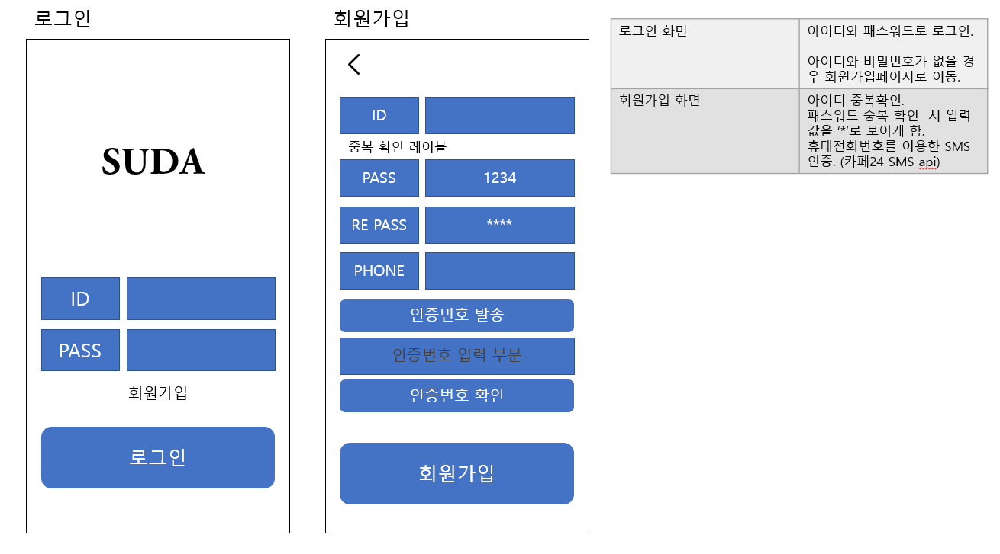 로그인
SUDA
ID
PASS
회원가입
로그인
회원가입
ID
중복 확인 레이블
PASS
1234
RE PASS
****
PHONE
인증번호 발송
인증번호 입력 부분
인증번호 확인
회원가입
로그인 화면
아이디와 패스워드로 로그인.
아이디와 비밀번호가 없을 경
우 회원가입페이지로 이동.
회원가입 화면
아이디 중복확인.
패스워드 중복 확인  시 입력
값을 ‘*’로 보이게 함.
휴대전화번호를 이용한 SMS
인증. (카페24 SMS api)